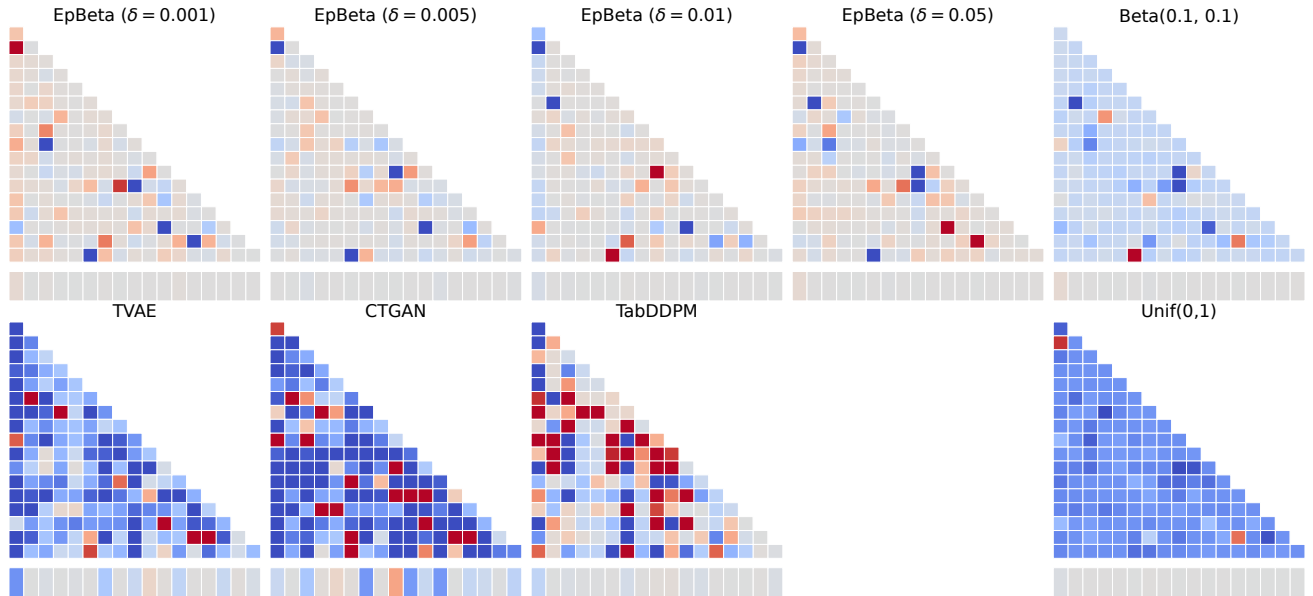 EpBeta (δ = 0.001)
EpBeta (δ = 0.005)
EpBeta (δ = 0.01)
EpBeta (δ = 0.05)
Beta(0.1, 0.1)
TVAE
CTGAN
TabDDPM
Unif(0,1)